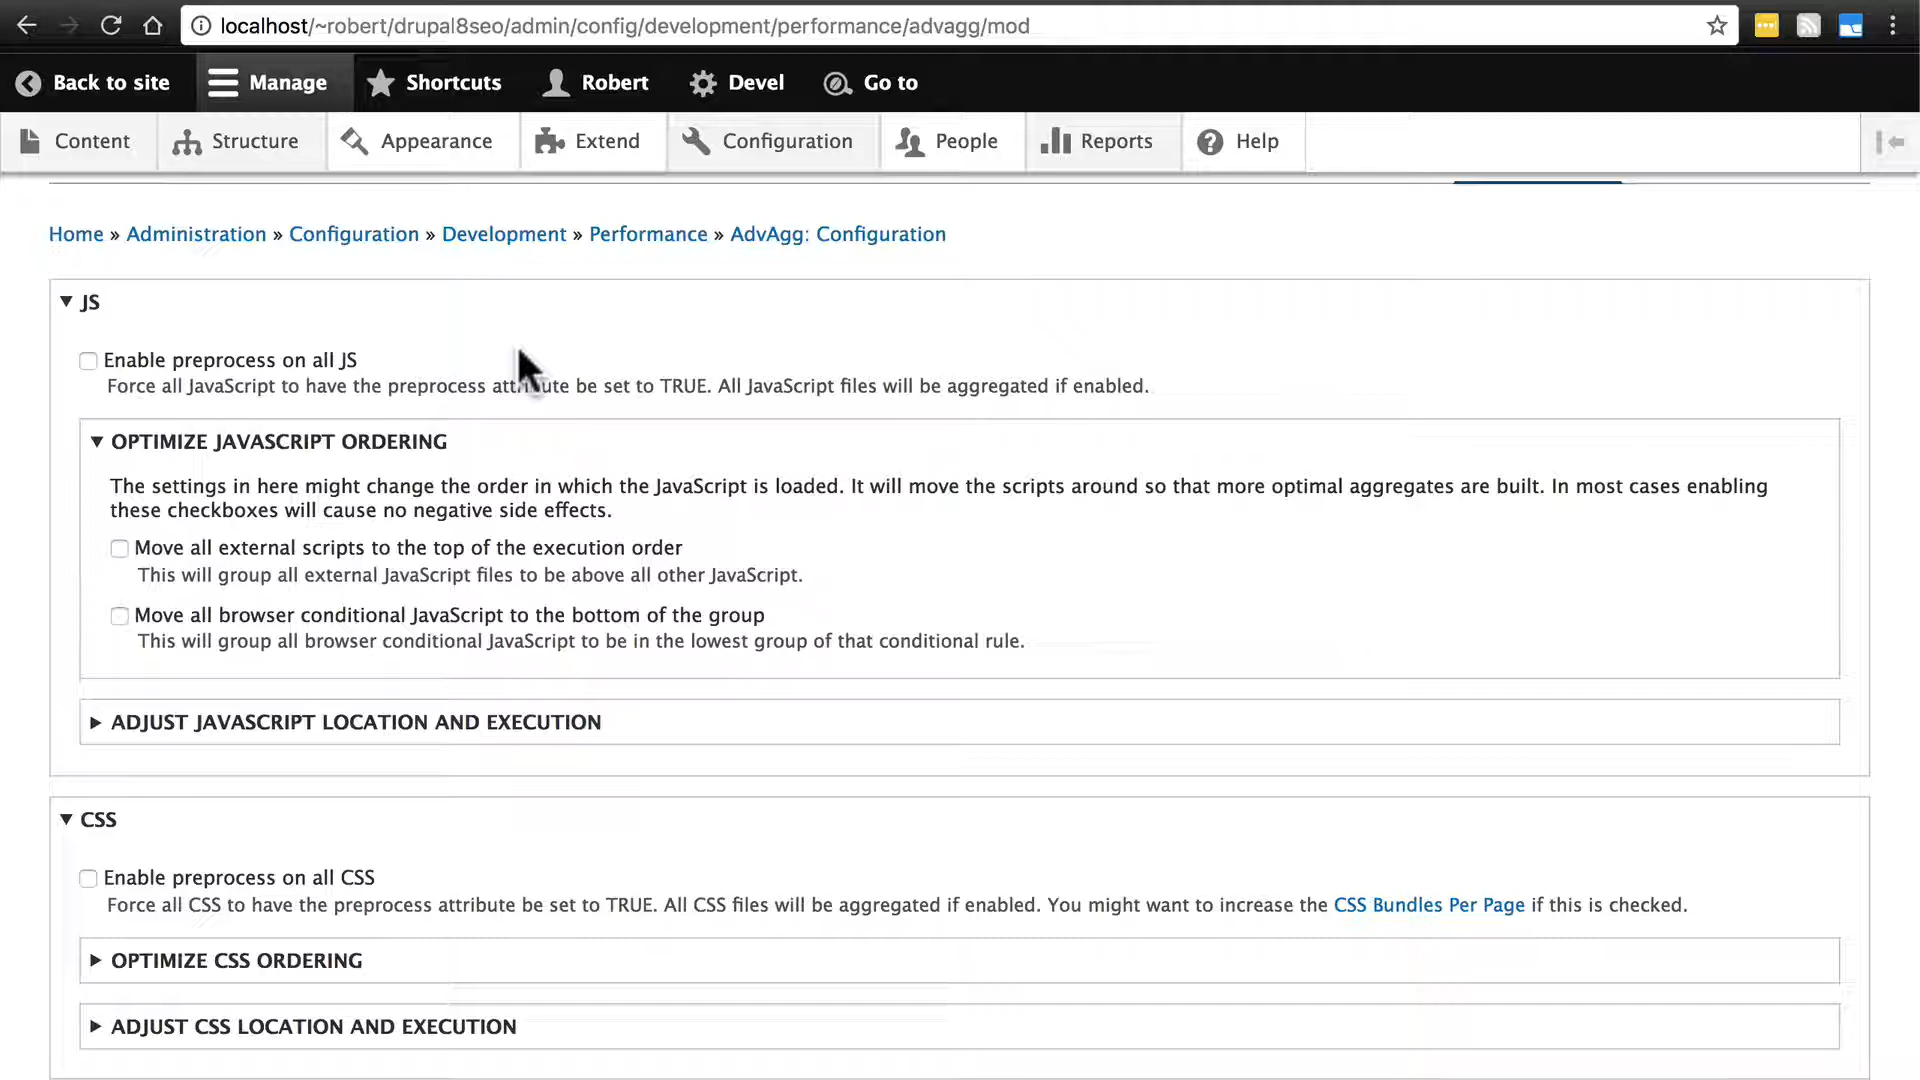 localhost/~robert/drupal8seo/admin/config/development/performance/advagg/mod
Back to site Manage Shortcuts Robert Devel Go to
Content Structure Appearance Extend Configuration People Reports Help
Home » Administration » Configuration » Development » Performance » AdvAgg: Configuration
JS
Enable preprocess on all JS
Force all JavaScript to have the preprocess attribute be set to TRUE. All JavaScript files will be aggregated if enabled.
OPTIMIZE JAVASCRIPT ORDERING
The settings in here might change the order in which the JavaScript is loaded. It will move the scripts around so that more optimal aggregates are built. In most cases enabling
these checkboxes will cause no negative side effects.
Move all external scripts to the top of the execution order
This will group all external JavaScript files to be above all other JavaScript.
Move all browser conditional JavaScript to the bottom of the group
This will group all browser conditional JavaScript to be in the lowest group of that conditional rule.
ADJUST JAVASCRIPT LOCATION AND EXECUTION
CSS
Enable preprocess on all CSS
Force all CSS to have the preprocess attribute be set to TRUE. All CSS files will be aggregated if enabled. You might want to increase the CSS Bundles Per Page if this is checked.
OPTIMIZE CSS ORDERING
ADJUST CSS LOCATION AND EXECUTION